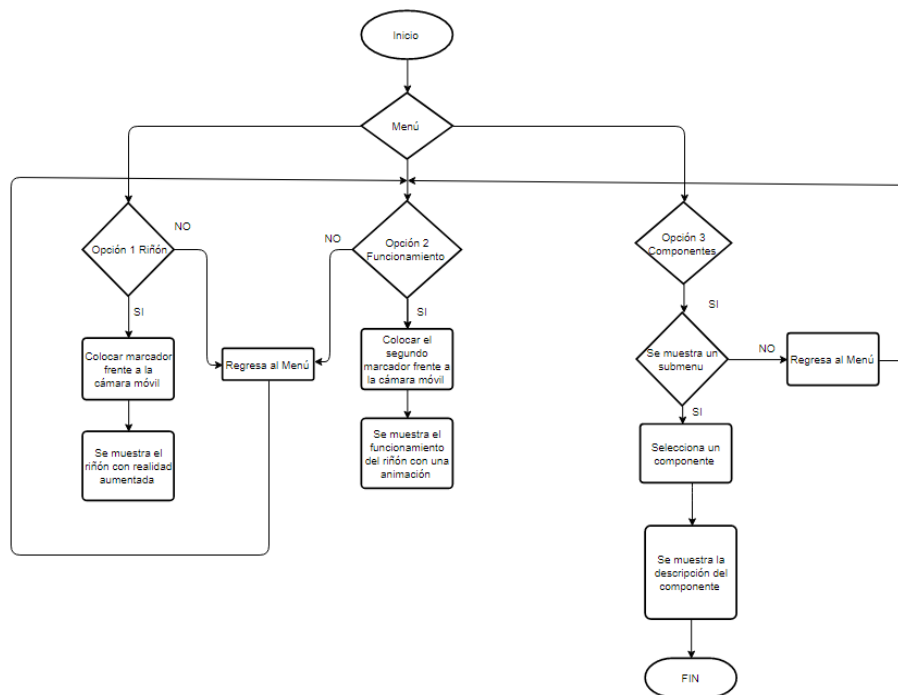 Inicio
Menú
Opción 1 Riñón
NO
SI
Colocar marcador
frente a la
cámara móvil
Se muestra el
riñón con realidad
aumentada
Regresa al Menú
NO
Opción 2
Funcionamiento
SI
Colocar el
segundo
marcador frente a
la cámara móvil
Se muestra el
funcionamiento
del riñón con una
animación
Opción 3
Componentes
SI
Se muestra un
submenu
NO
Regresa al Menú
SI
Selecciona un
componente
Se muestra la
descripción del
componente
FIN